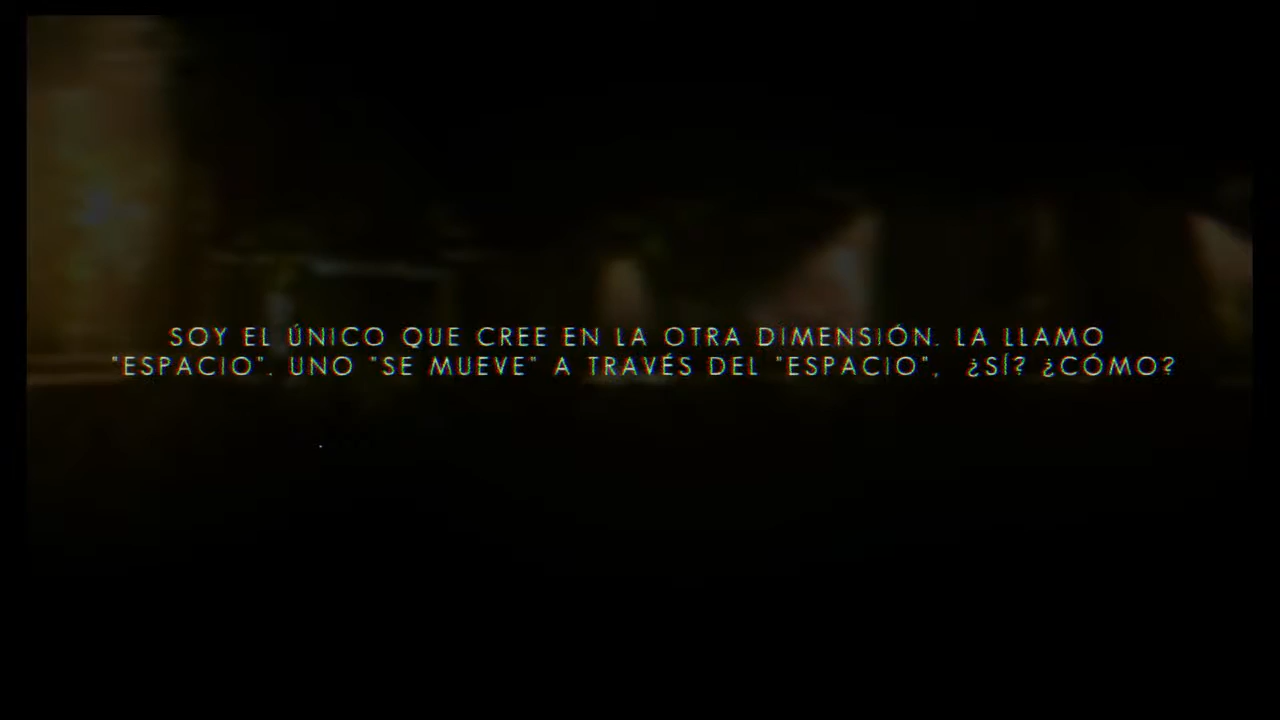 SOY EL ÚNICO QUE CREE EN LA OTRA DIMENSIÓN. LA LLAMO
"ESPACIO". UNO "SE MUEVE" A TRAVÉS DEL "ESPACIO", ¿SÍ? ¿CÓMO?